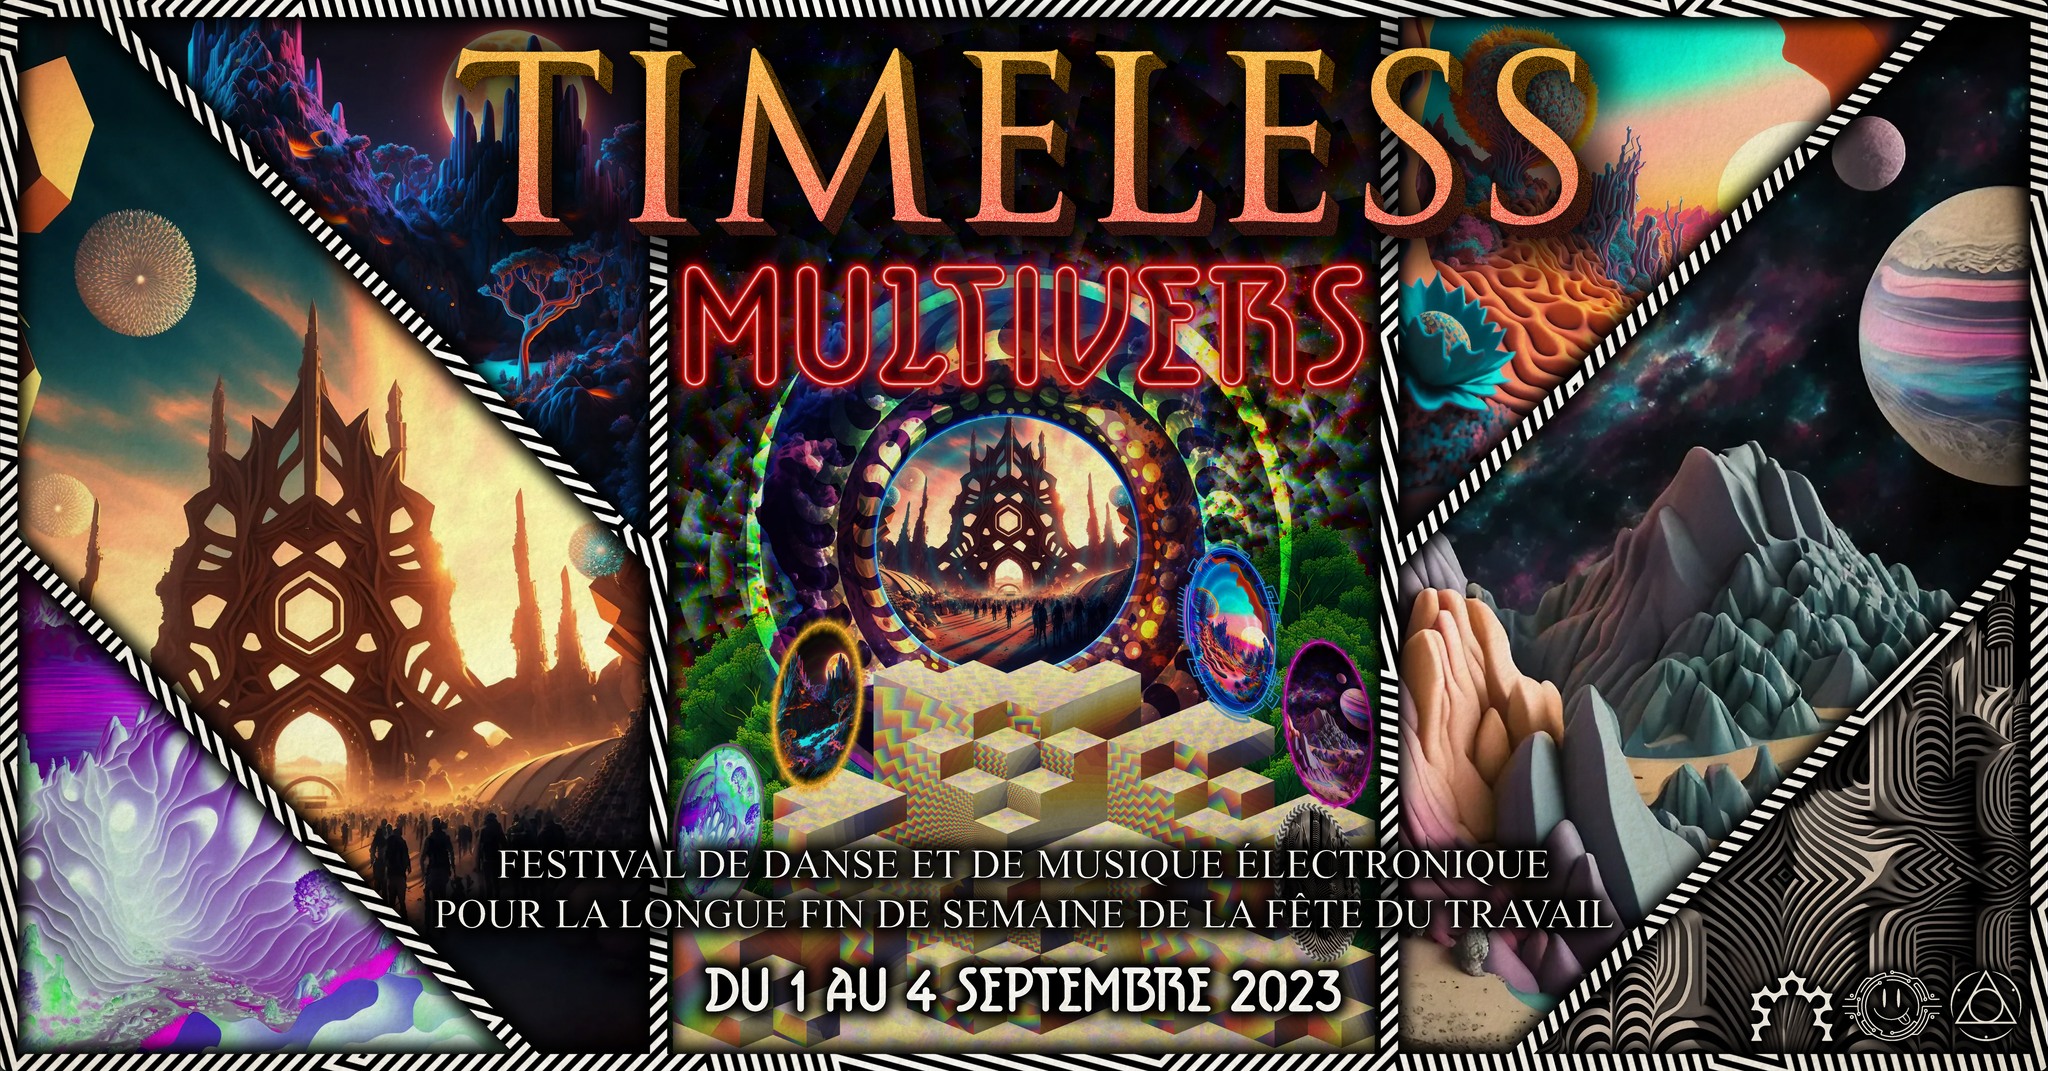 TIMELESS
MULTIVERS
FESTIVAL DE DANSE ET DE MUSIQUE ÉLECTRONIQUE
POUR LA LONGUE FIN DE SEMAINE DE LA FÊTE DU TRAVAIL
DU 1 AU 4 SEPTEMBRE 2023